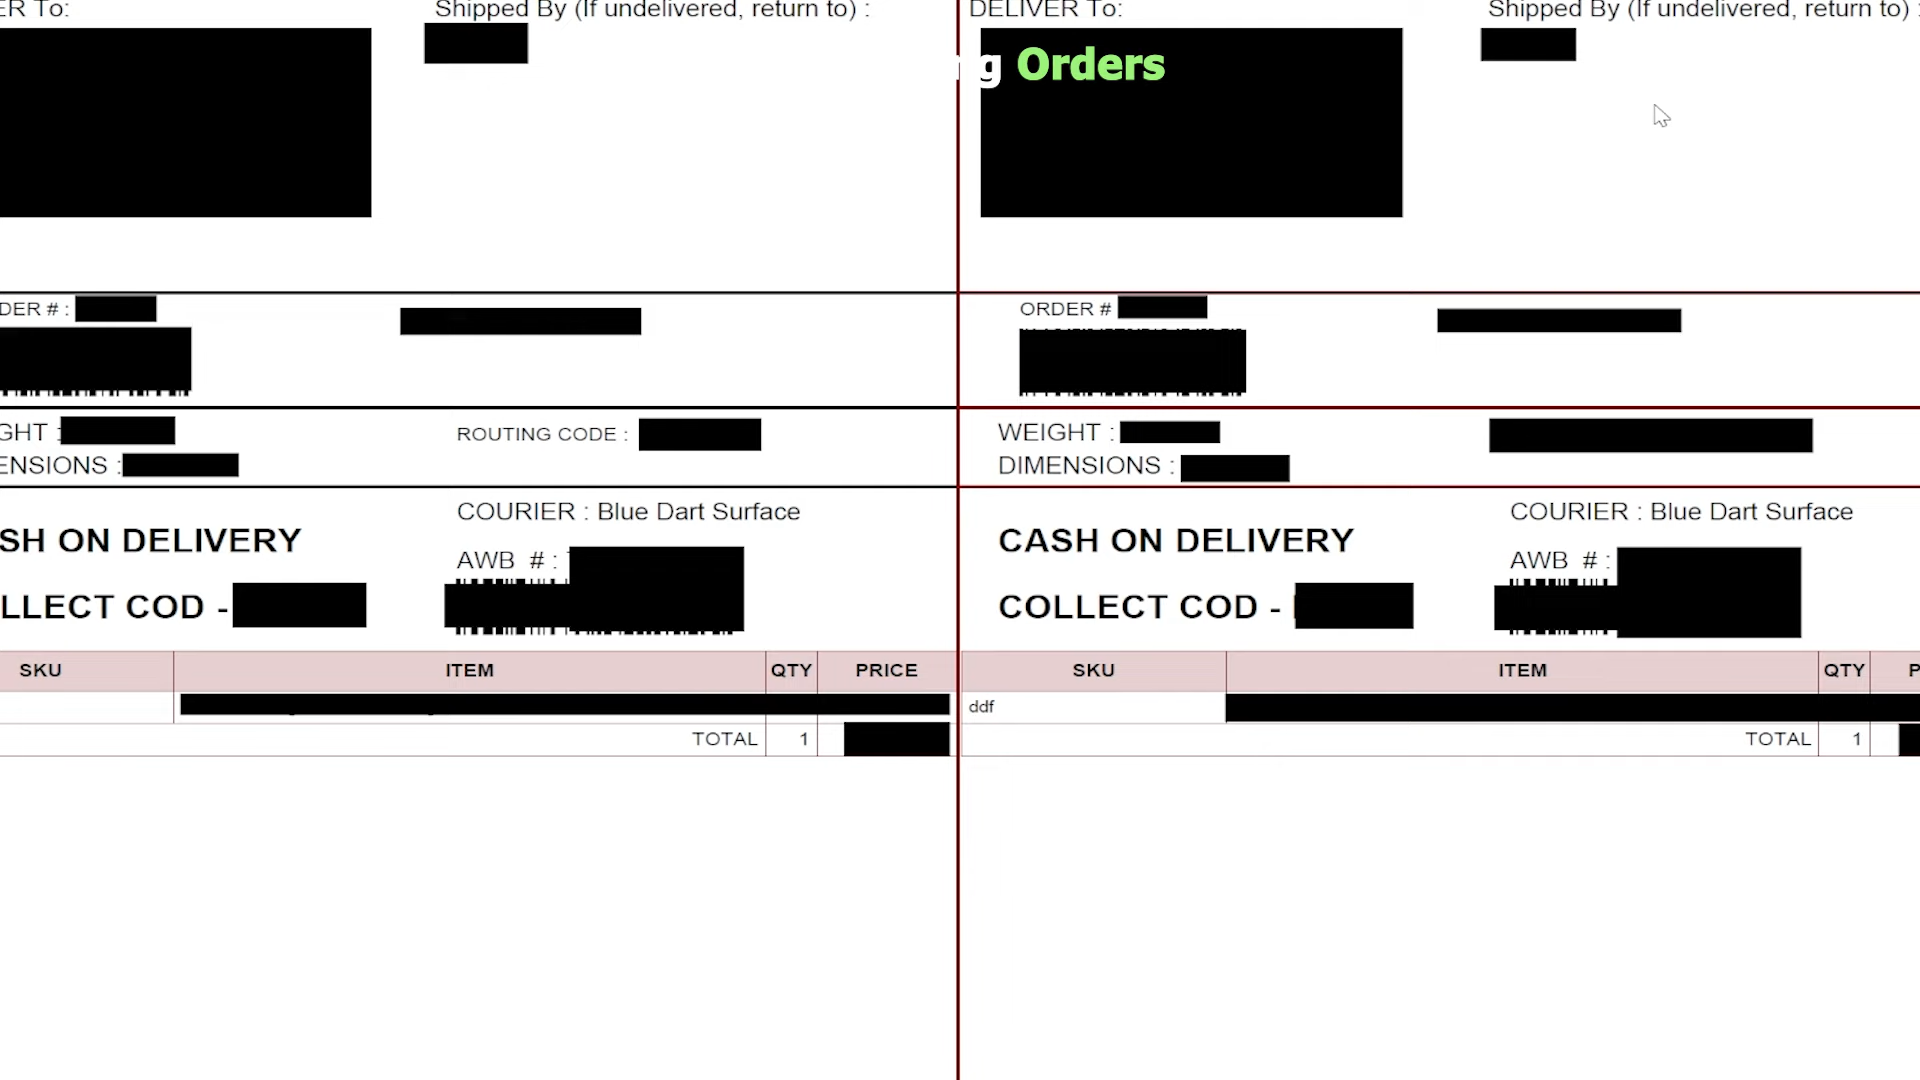 ER To:
Shipped By (If undelivered, return to) :
DER # :
GHT :
ROUTING CODE :
ENSIONS :
COURIER : Blue Dart Surface
SH ON DELIVERY
AWB # :
LLECT COD -
SKU ITEM QTY PRICE
TOTAL 1
DELIVER To:
Shipped By (If undelivered, return to) :
ng Orders
ORDER #
WEIGHT :
DIMENSIONS :
COURIER : Blue Dart Surface
CASH ON DELIVERY
AWB # :
COLLECT COD -
SKU ITEM QTY P
ddf
TOTAL 1